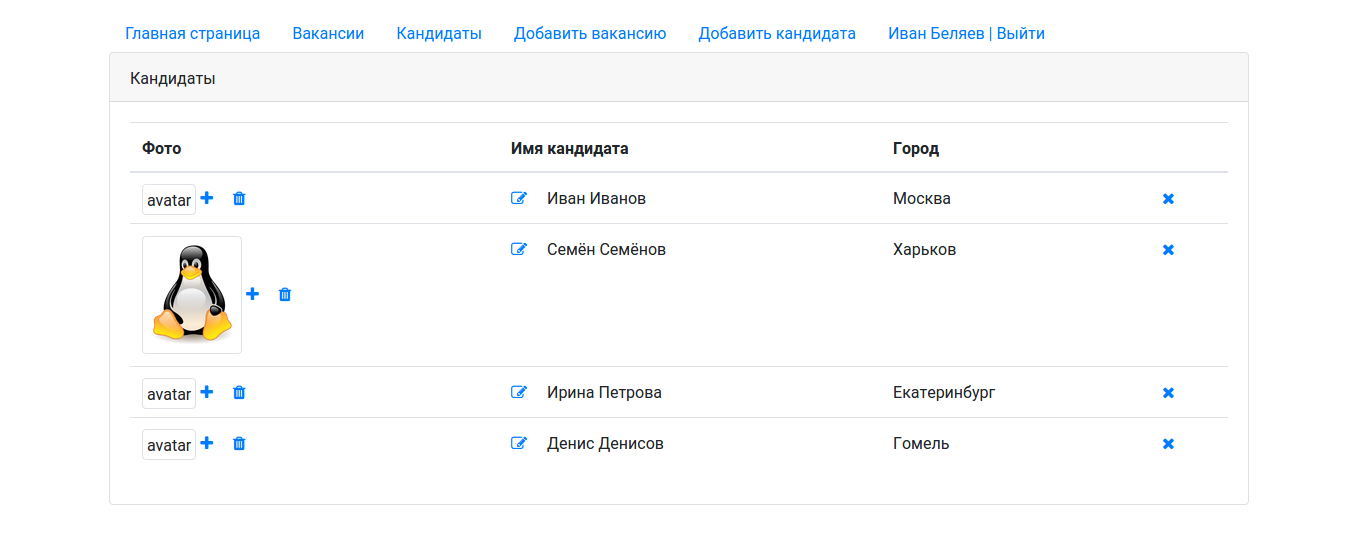 Главная страница Вакансии Кандидаты Добавить вакансию Добавить кандидата Иван Беляев | Выйти
Кандидаты
Фото Имя кандидата Город
avatar Иван Иванов Москва
Семён Семёнов Харьков
avatar Ирина Петрова Екатеринбург
avatar Денис Денисов Гомель